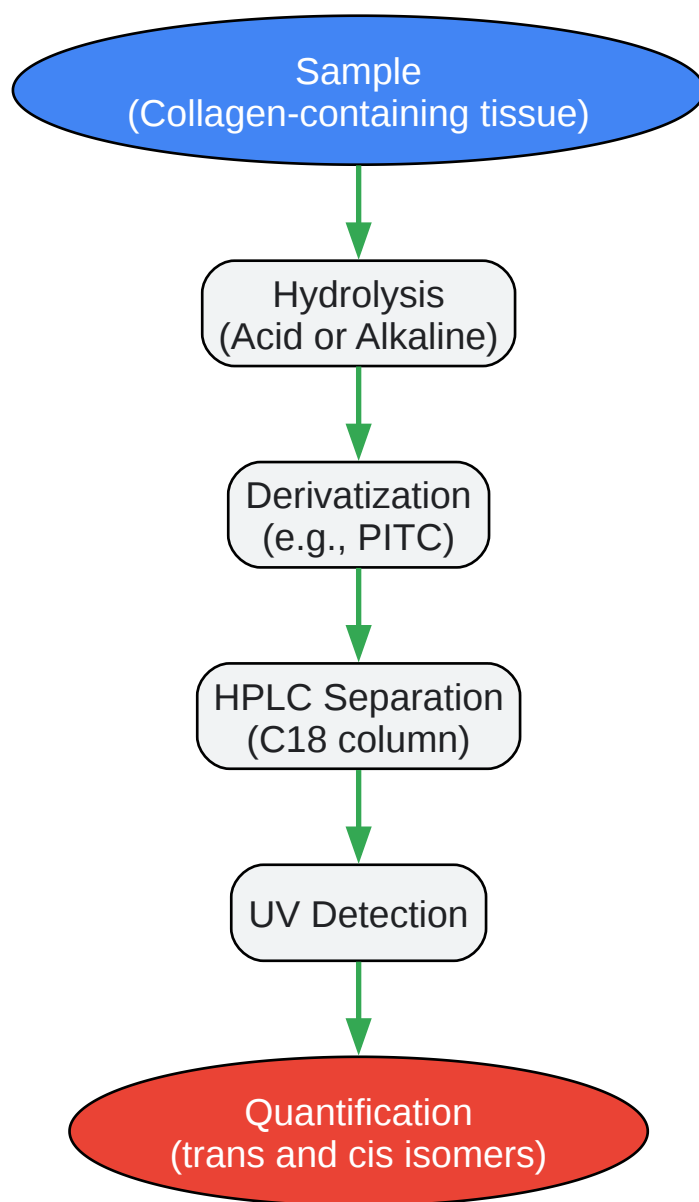 Sample
(Collagen-containing tissue)
Hydrolysis
(Acid or Alkaline)
Derivatization
(e.g., PITC)
HPLC Separation
(C18 column)
UV Detection
Quantification
(trans and cis isomers)